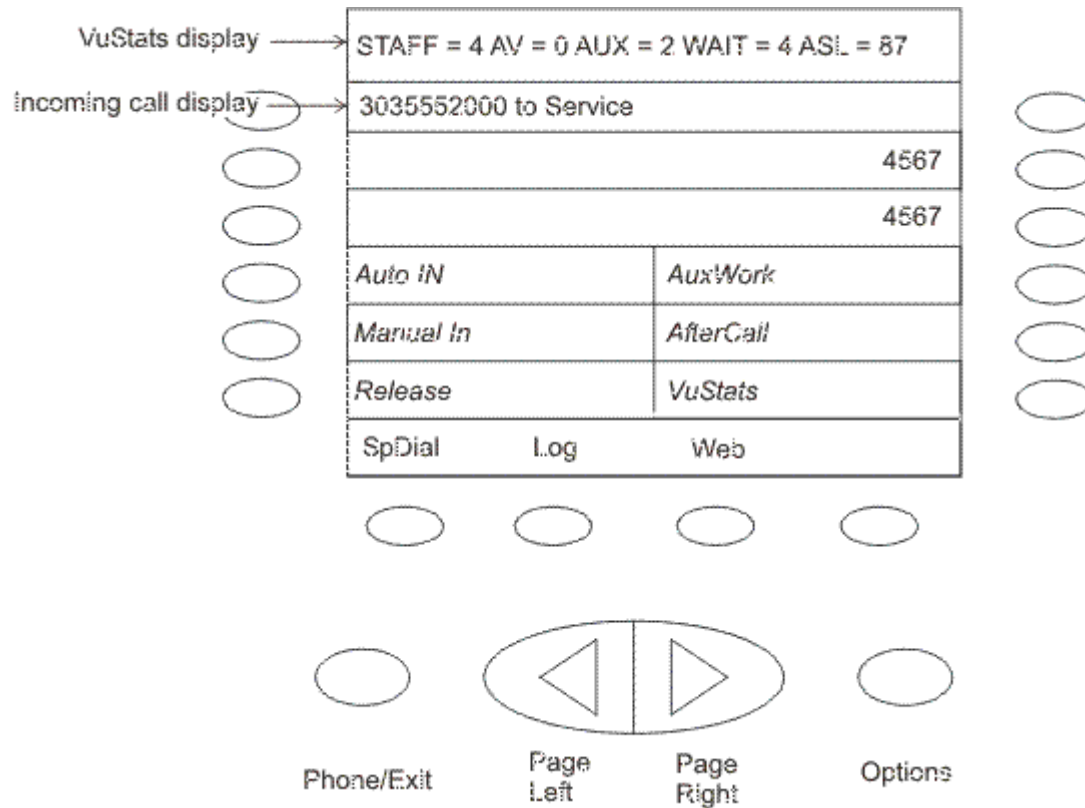 VuStats display
STAFF = 4 AV = 0 AUX = 2 WAIT = 4 ASL = 87
Incoming call display
3035552000 to Service
4567
4567
Auto IN AuxWork
Manual In AfterCall
Release VuStats
SpDial Log Web
Phone/Exit
Page Left
Page Right
Options